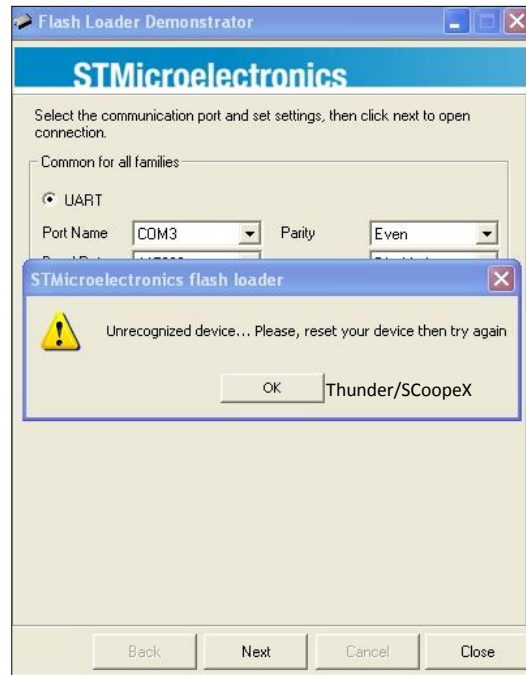 Flash Loader Demonstrator
STMicroelectronics
Select the communication port and set settings, then click next to open
connection.
Common for all families
UART
Port Name COM3 Parity Even
STMicroelectronics flash loader
Unrecognized device... Please, reset your device then try again
OK Thunder/SCoopeX
Back Next Cancel Close